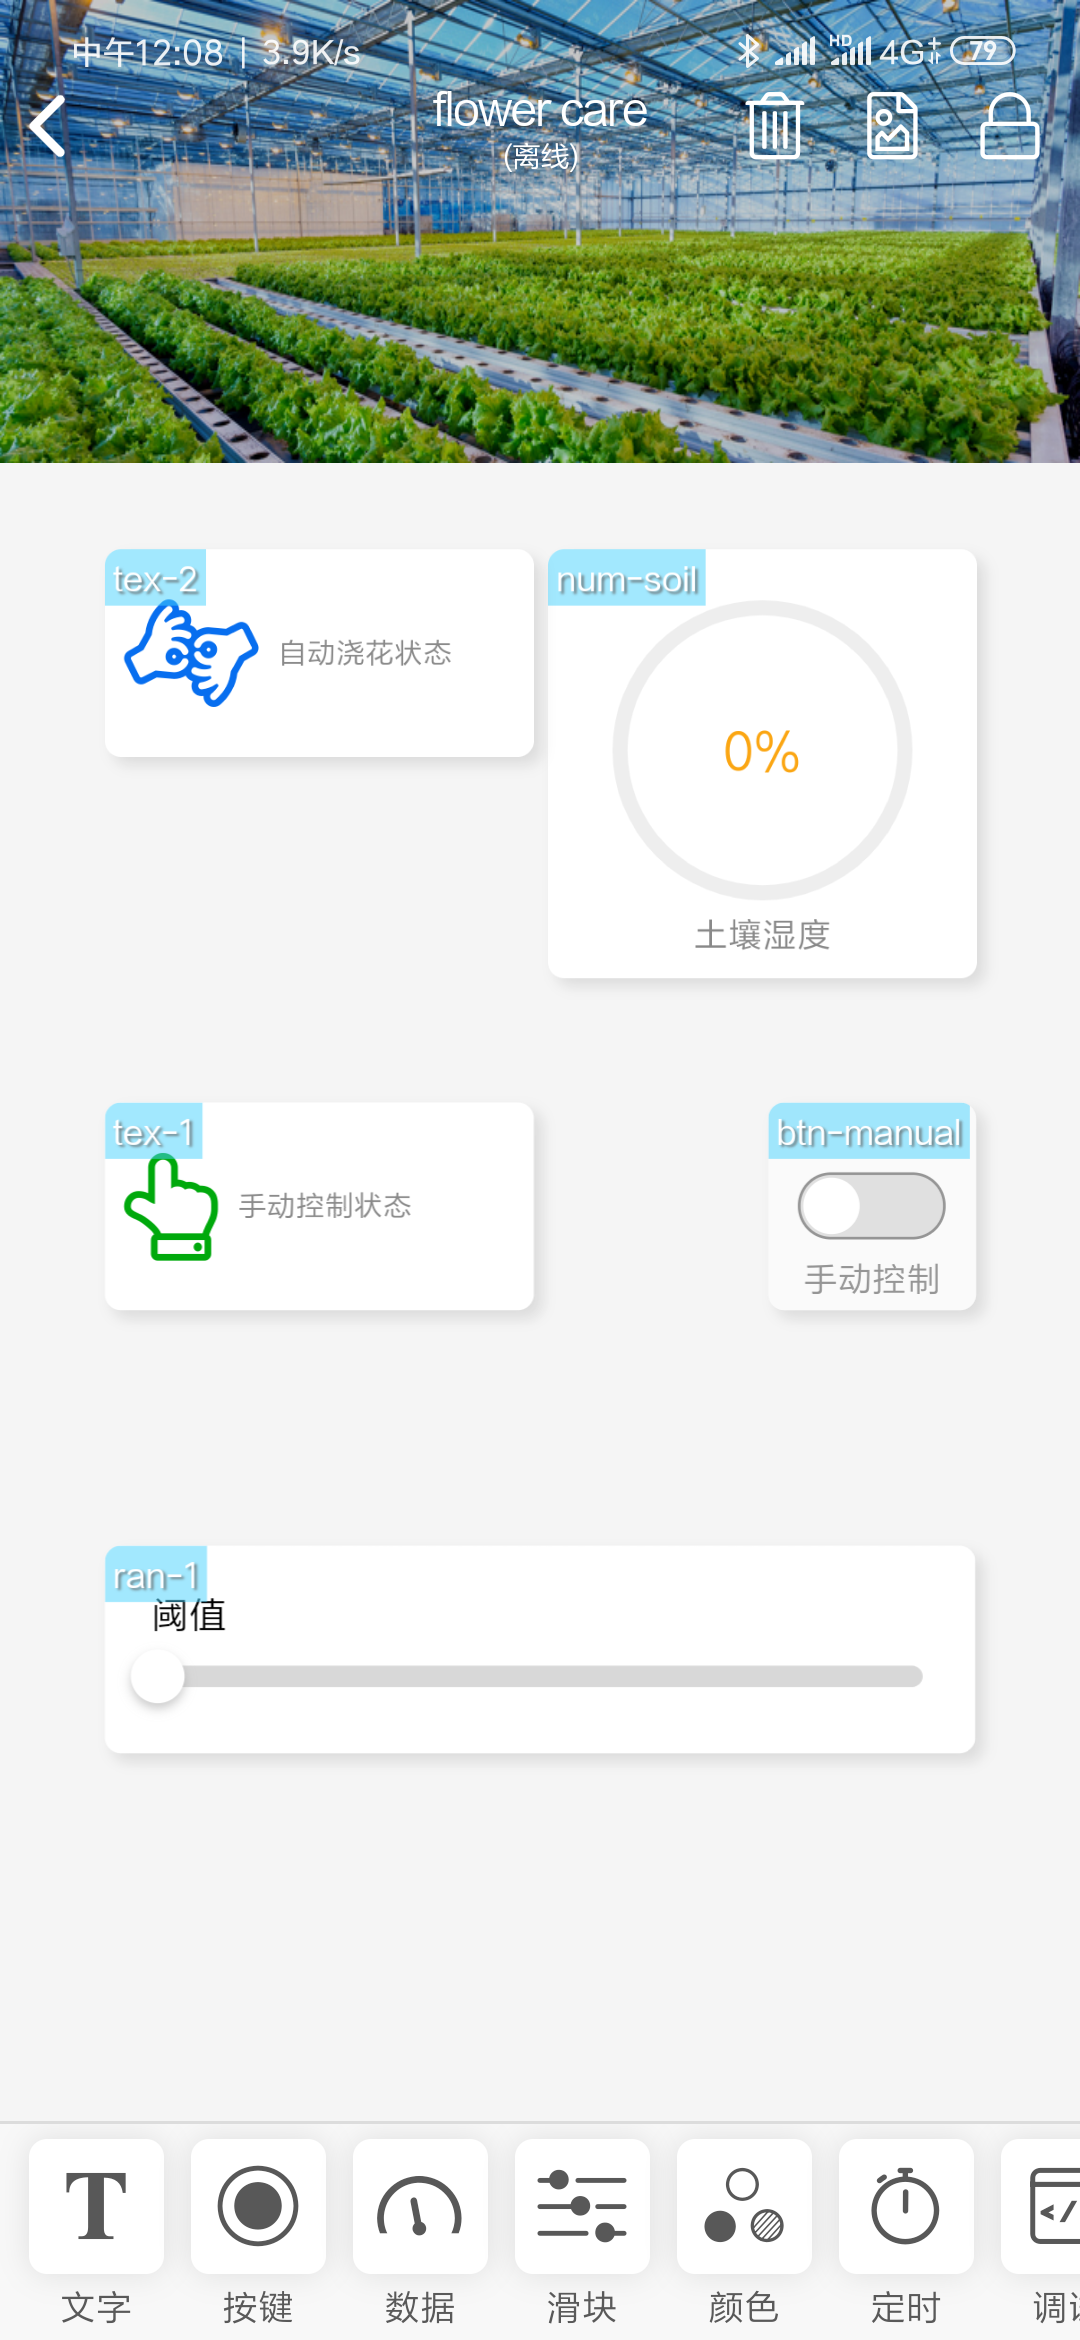 中午12:08 | 3.9K/s
HD 4G 79
flower care
(离线)
tex-2
自动浇花状态
num-soil
0%
土壤湿度
tex-1
手动控制状态
btn-manual
手动控制
ran-1
阈值
T
</
文字 按键 数据 滑块 颜色 定时 调